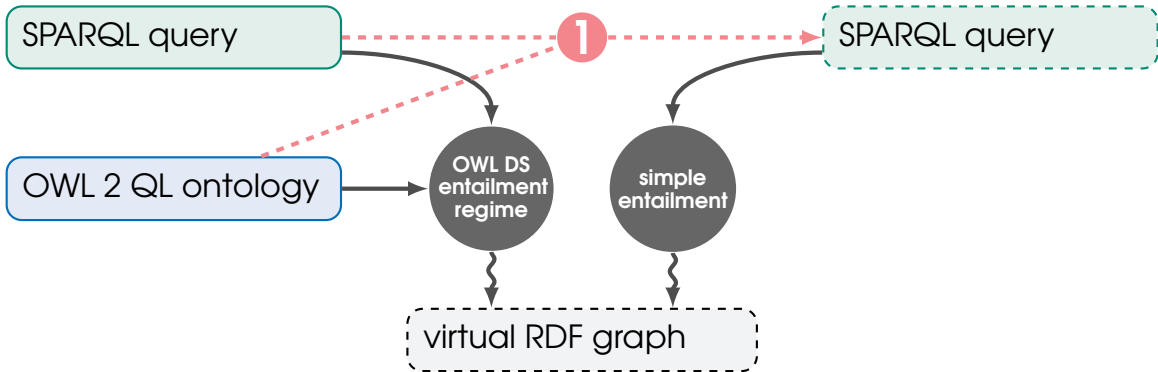 SPARQL query
1
SPARQL query
OWL 2 QL ontology
OWL DS
entailment
regime
simple
entailment
virtual RDF graph